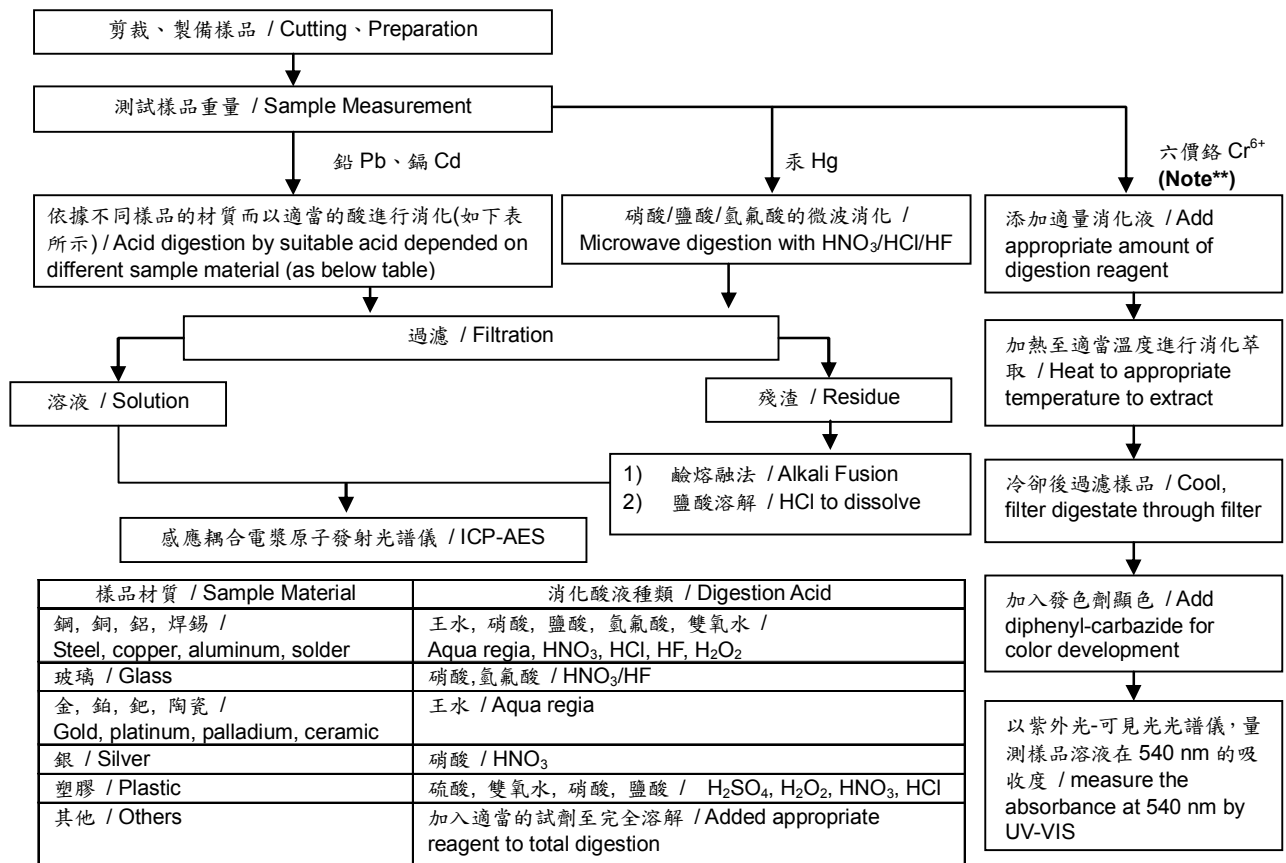 剪裁、製備樣品 / Cutting、Preparation
測試樣品重量 / Sample Measurement
鉛 Pb、鎘 Cd
汞 Hg
六價鉻 Cr⁶⁺
(Note**)
依據不同樣品的材質而以適當的酸進行消化(如下表
所示) / Acid digestion by suitable acid depended on
different sample material (as below table)
硝酸/鹽酸/氫氟酸的微波消化 /
Microwave digestion with HNO₃/HCl/HF
添加適量消化液 / Add
appropriate amount of
digestion reagent
過濾 / Filtration
加熱至適當溫度進行消化萃
取 / Heat to appropriate
temperature to extract
溶液 / Solution
殘渣 / Residue
1) 鹼熔融法 / Alkali Fusion
2) 鹽酸溶解 / HCl to dissolve
冷卻後過濾樣品 / Cool,
filter digestate through filter
感應耦合電漿原子發射光譜儀 / ICP-AES
加入發色劑顯色 / Add
diphenyl-carbazide for
color development
以紫外光-可見光光譜儀，量
測樣品溶液在 540 nm 的吸
收度 / measure the
absorbance at 540 nm by
UV-VIS
樣品材質 / Sample Material
消化酸液種類 / Digestion Acid
鋼, 銅, 鋁, 焊錫 /
Steel, copper, aluminum, solder
王水, 硝酸, 鹽酸, 氫氟酸, 雙氧水 /
Aqua regia, HNO₃, HCl, HF, H₂O₂
玻璃 / Glass
硝酸,氫氟酸 / HNO₃/HF
金, 鉑, 鈀, 陶瓷 /
Gold, platinum, palladium, ceramic
王水 / Aqua regia
銀 / Silver
硝酸 / HNO₃
塑膠 / Plastic
硫酸, 雙氧水, 硝酸, 鹽酸 / H₂SO₄, H₂O₂, HNO₃, HCl
其他 / Others
加入適當的試劑至完全溶解 / Added appropriate
reagent to total digestion